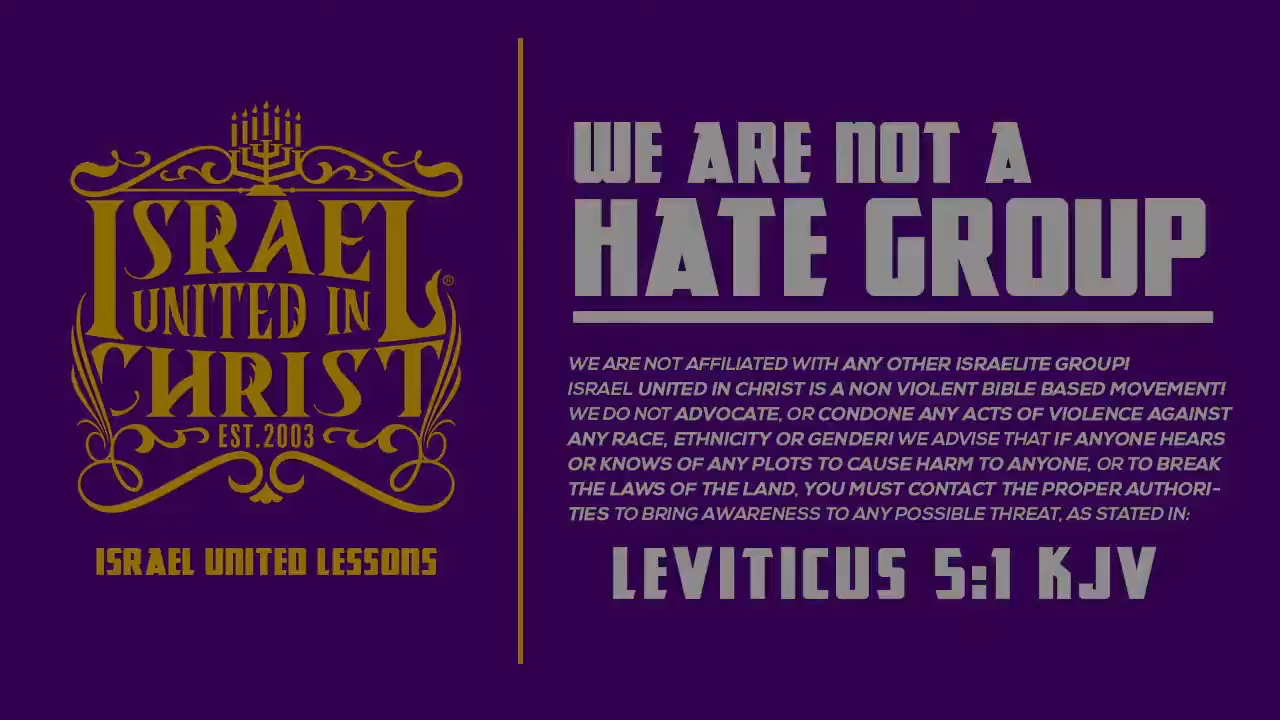 ISRAEL
UNITED IN
CHRIST
®
EST.2003
ISRAEL UNITED LESSONS
WE ARE NOT A
HATE GROUP
WE ARE NOT AFFILIATED WITH ANY OTHER ISRAELITE GROUP!
ISRAEL UNITED IN CHRIST IS A NON VIOLENT BIBLE BASED MOVEMENT!
WE DO NOT ADVOCATE, OR CONDONE ANY ACTS OF VIOLENCE AGAINST
ANY RACE, ETHNICITY OR GENDER! WE ADVISE THAT IF ANYONE HEARS
OR KNOWS OF ANY PLOTS TO CAUSE HARM TO ANYONE, OR TO BREAK
THE LAWS OF THE LAND, YOU MUST CONTACT THE PROPER AUTHORI-
TIES TO BRING AWARENESS TO ANY POSSIBLE THREAT, AS STATED IN:
LEVITICUS 5:1 KJV